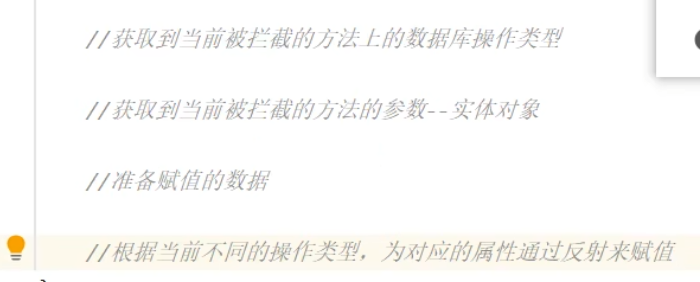 //获取到当前被拦截的方法上的数据库操作类型
//获取到当前被拦截的方法的参数--实体对象
//准备赋值的数据
//根据当前不同的操作类型，为对应的属性通过反射来赋值